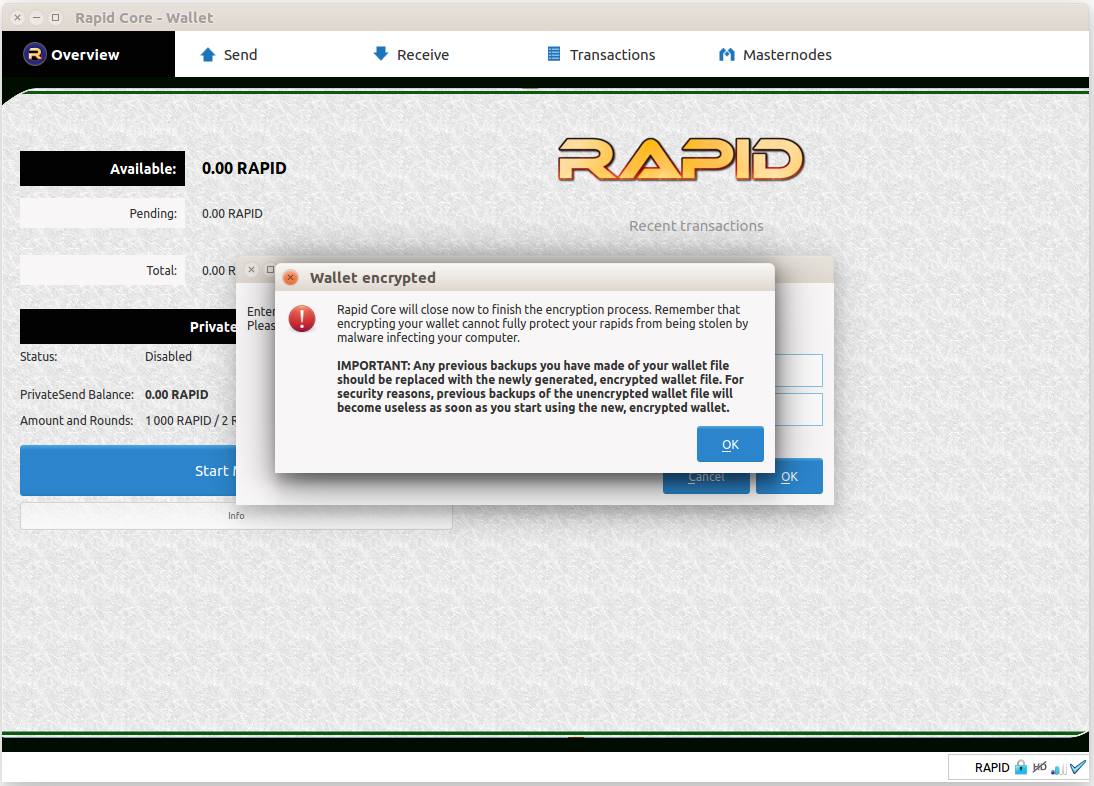 Rapid Core - Wallet
Overview
Send
Receive
Transactions
Masternodes
Available:
0.00 RAPID
RAPID
Pending:
0.00 RAPID
Recent transactions
Total:
0.00 R
Wallet encrypted
Rapid Core will close now to finish the encryption process. Remember that
encrypting your wallet cannot fully protect your rapids from being stolen by
malware infecting your computer.
IMPORTANT: Any previous backups you have made of your wallet file
should be replaced with the newly generated, encrypted wallet file. For
security reasons, previous backups of the unencrypted wallet file will
become useless as soon as you start using the new, encrypted wallet.
OK
Enter
Pleas
Cancel
OK
Private
Status:
Disabled
PrivateSend Balance:
0.00 RAPID
Amount and Rounds:
1 000 RAPID / 2 R
Start M
Info
RAPID
HD